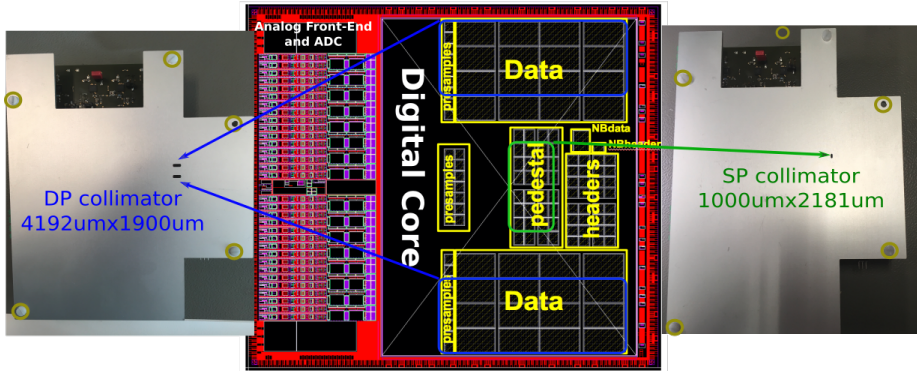 Analog Front-End
and ADC
Digital Core
presamples
Data
presamples
pedestal
NBdata
NBheader
headers
presamples
Data
DP collimator
4192umx1900um
SP collimator
1000umx2181um